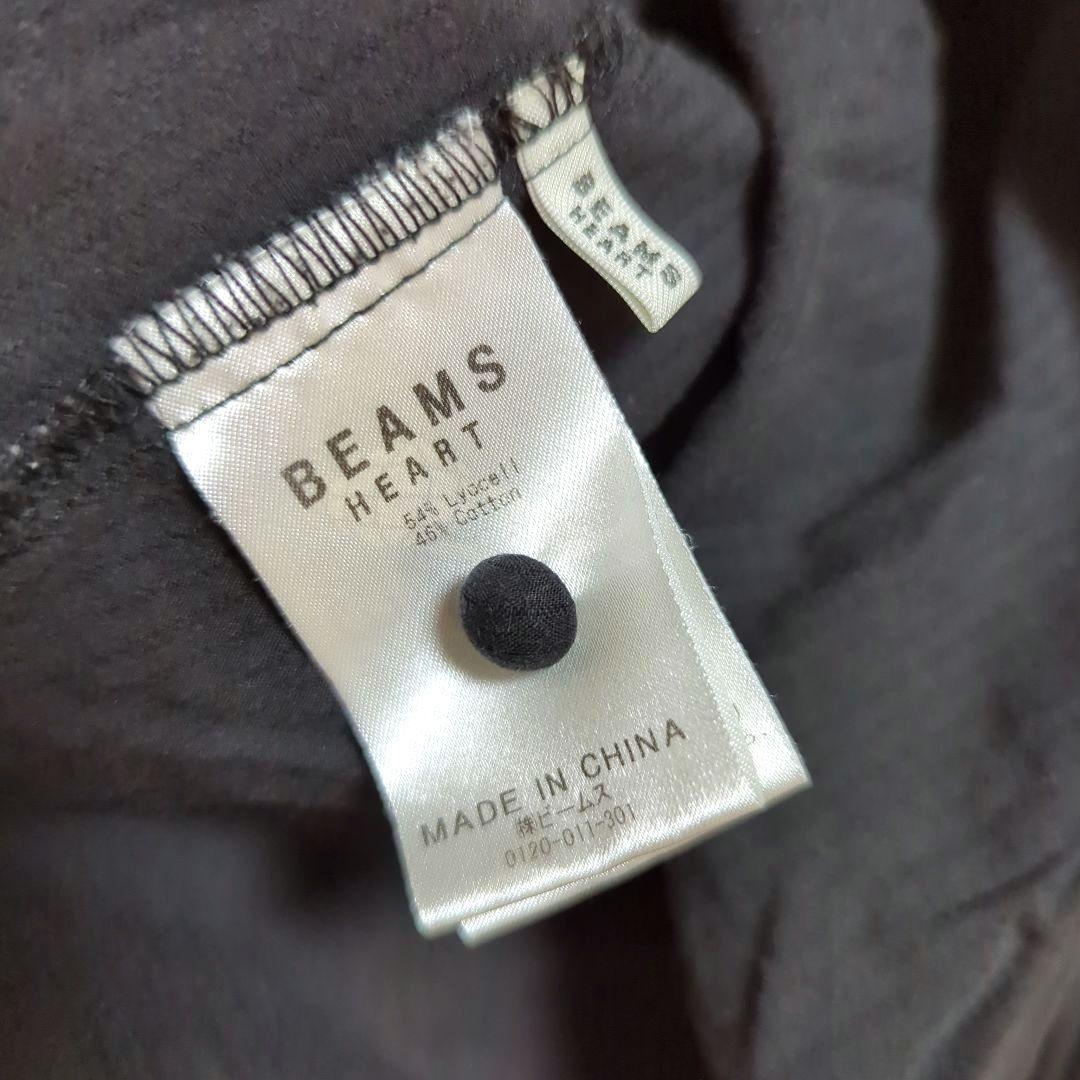 BEAMS
HEART
BEAMS
HEART
54% Lyocell
46% Cotton
MADE IN CHINA
㈱ビームス
0120-011-301